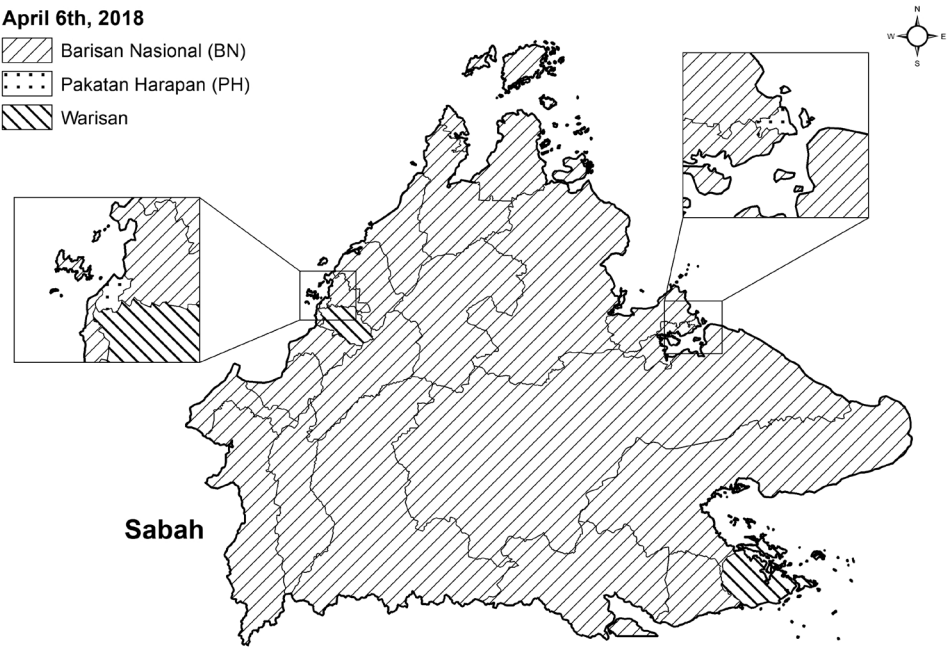 April 6th, 2018
Barisan Nasional (BN)
Pakatan Harapan (PH)
Warisan
N
W E
S
Sabah